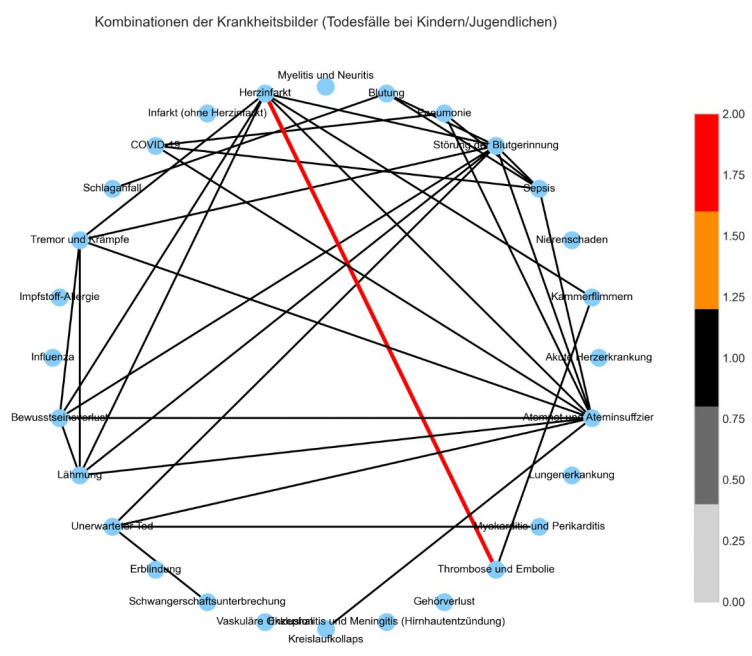 Kombinationen der Krankheitsbilder (Todesfälle bei Kindern/Jugendlichen)
Myelitis und Neuritis
Herzinfarkt
Blutung
Infarkt (ohne Herzinfarkt)
Pneumonie
COVID-19
Störung der Blutgerinnung
Schlaganfall
Sepsis
Tremor und Krämpfe
Nierenschaden
Impfstoff-Allergie
Kammerflimmern
Influenza
Akute Herzerkrankung
Bewusstseinsverlust
Atemnot und Ateminsuffzier
Lähmung
Lungenerkankung
Unerwarteter Tod
Myokarditis und Perikarditis
Erblindung
Thrombose und Embolie
Schwangerschaftsunterbrechung
Gehörverlust
Vaskuläre
und Meningitis (Hirnhautentzündung)
Kreislaufkollaps
2.00
1.75
1.50
1.25
1.00
0.75
0.50
0.25
0.00